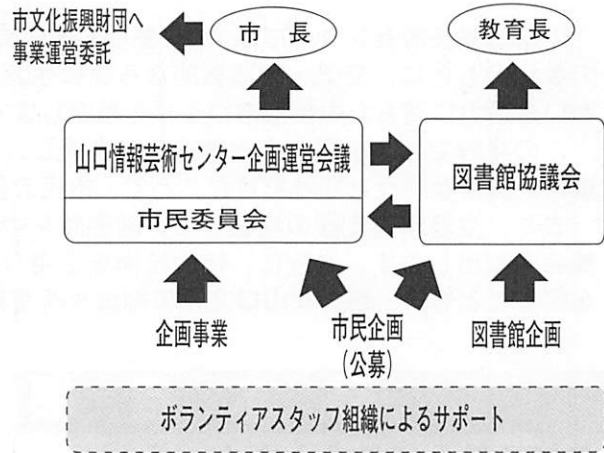 市文化振興財団へ
事業運営委託
市 長
教育長
山口情報芸術センター企画運営会議
市民委員会
図書館協議会
企画事業
市民企画
(公募)
図書館企画
ボランティアスタッフ組織によるサポート